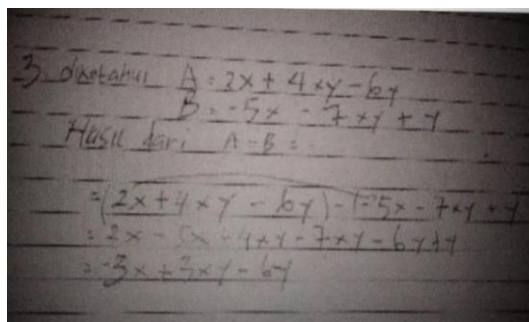 3. diketahui A = 2x + 4xy - 6y
B = -5x - 7xy + y
Hasil dari A - B = ..
= (2x + 4xy - 6y) - (-5x - 7xy + y
= 2x - 5x + 4xy - 7xy - 6y + y
= -3x + 3xy - 6y